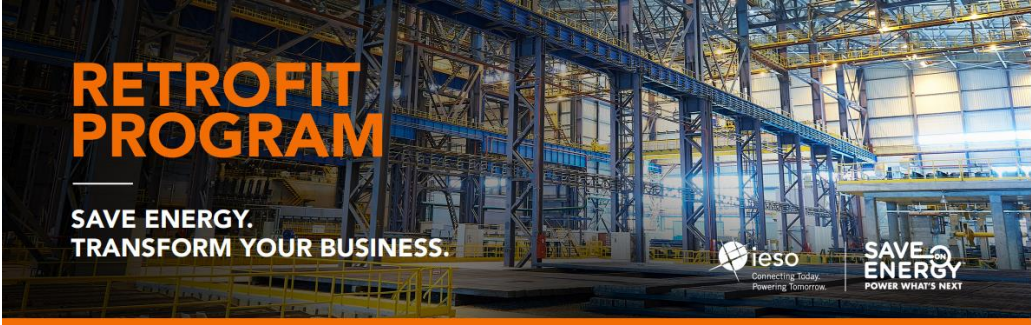 RETROFIT
PROGRAM
SAVE ENERGY.
TRANSFORM YOUR BUSINESS.
ieso
Connecting Today.
Powering Tomorrow.
SAVE ON
ENERGY
POWER WHAT'S NEXT